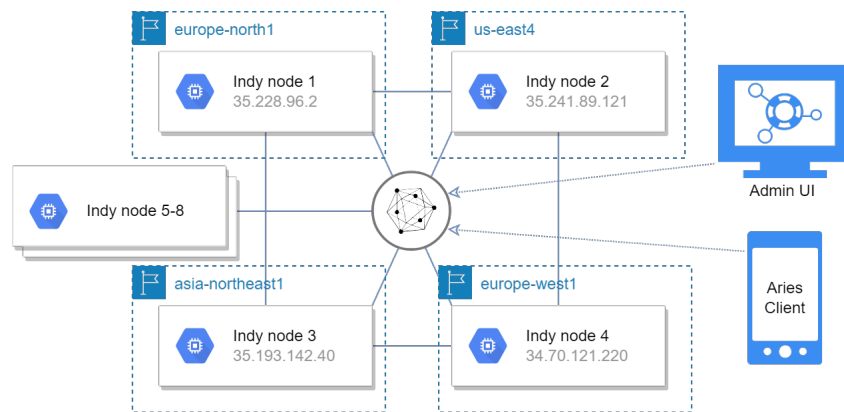 europe-north1
us-east4
Indy node 1
35.228.96.2
Indy node 2
35.241.89.121
Admin UI
Indy node 5-8
asia-northeast1
europe-west1
Indy node 3
35.193.142.40
Indy node 4
34.70.121.220
Aries
Client